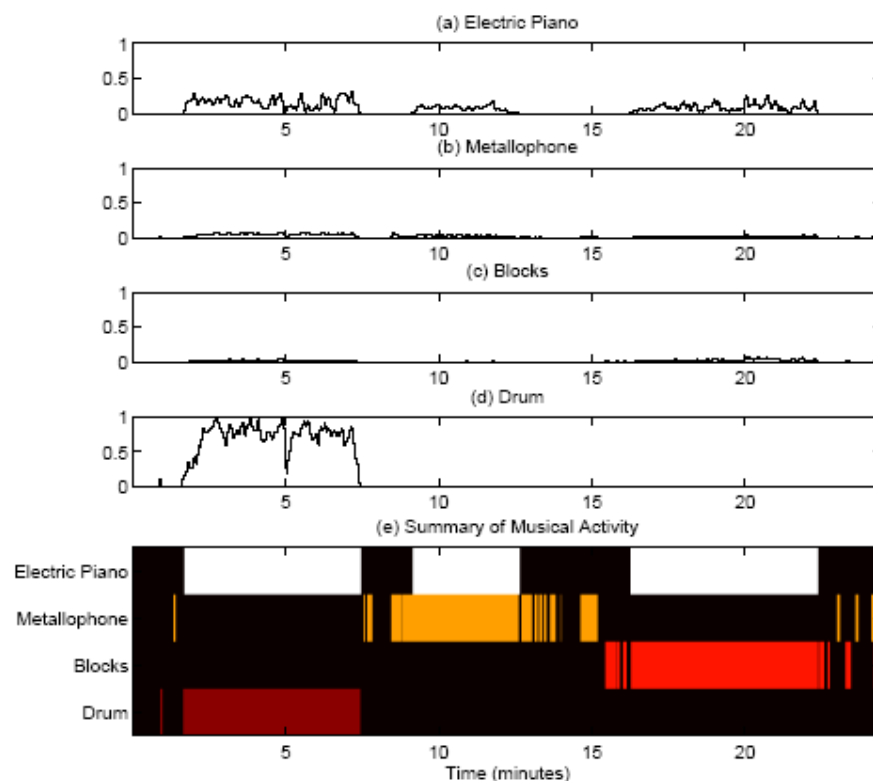 (a) Electric Piano
1
0.5
0
5 10 15 20
(b) Metallophone
1
0.5
0
5 10 15 20
(c) Blocks
1
0.5
0
5 10 15 20
(d) Drum
1
0.5
0
5 10 15 20
(e) Summary of Musical Activity
Electric Piano
Metallophone
Blocks
Drum
5 10 15 20
Time (minutes)